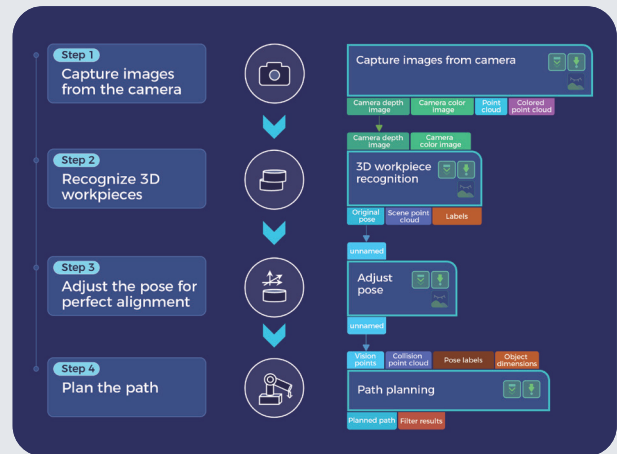 Step 1
Capture images
from the camera
Step 2
Recognize 3D
workpieces
Step 3
Adjust the pose for
perfect alignment
Step 4
Plan the path
Capture images from camera
Camera depth
image
Camera color
image
Point
cloud
Colored
point cloud
Camera depth
image
Camera
color image
3D workpiece
recognition
Original
pose
Scene point
cloud
Labels
unnamed
Adjust
pose
unnamed
Vision
points
Collision
point cloud
Pose labels
Object
dimensions
Path planning
Planned path
Filter results